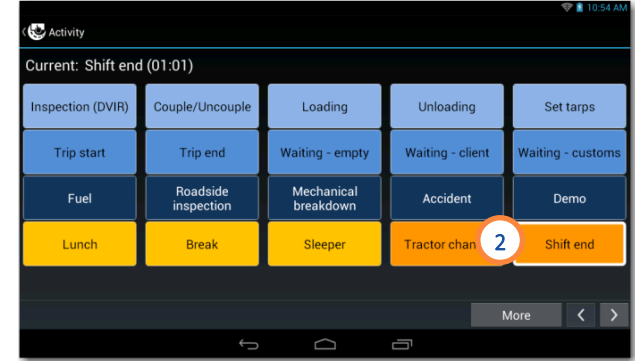 10:54 AM
Activity
Current: Shift end (01:01)
Inspection (DVIR) Couple/Uncouple Loading Unloading Set tarps
Trip start Trip end Waiting - empty Waiting - client Waiting - customs
Fuel Roadside inspection Mechanical breakdown Accident Demo
Lunch Break Sleeper Tractor chan 2 Shift end
More